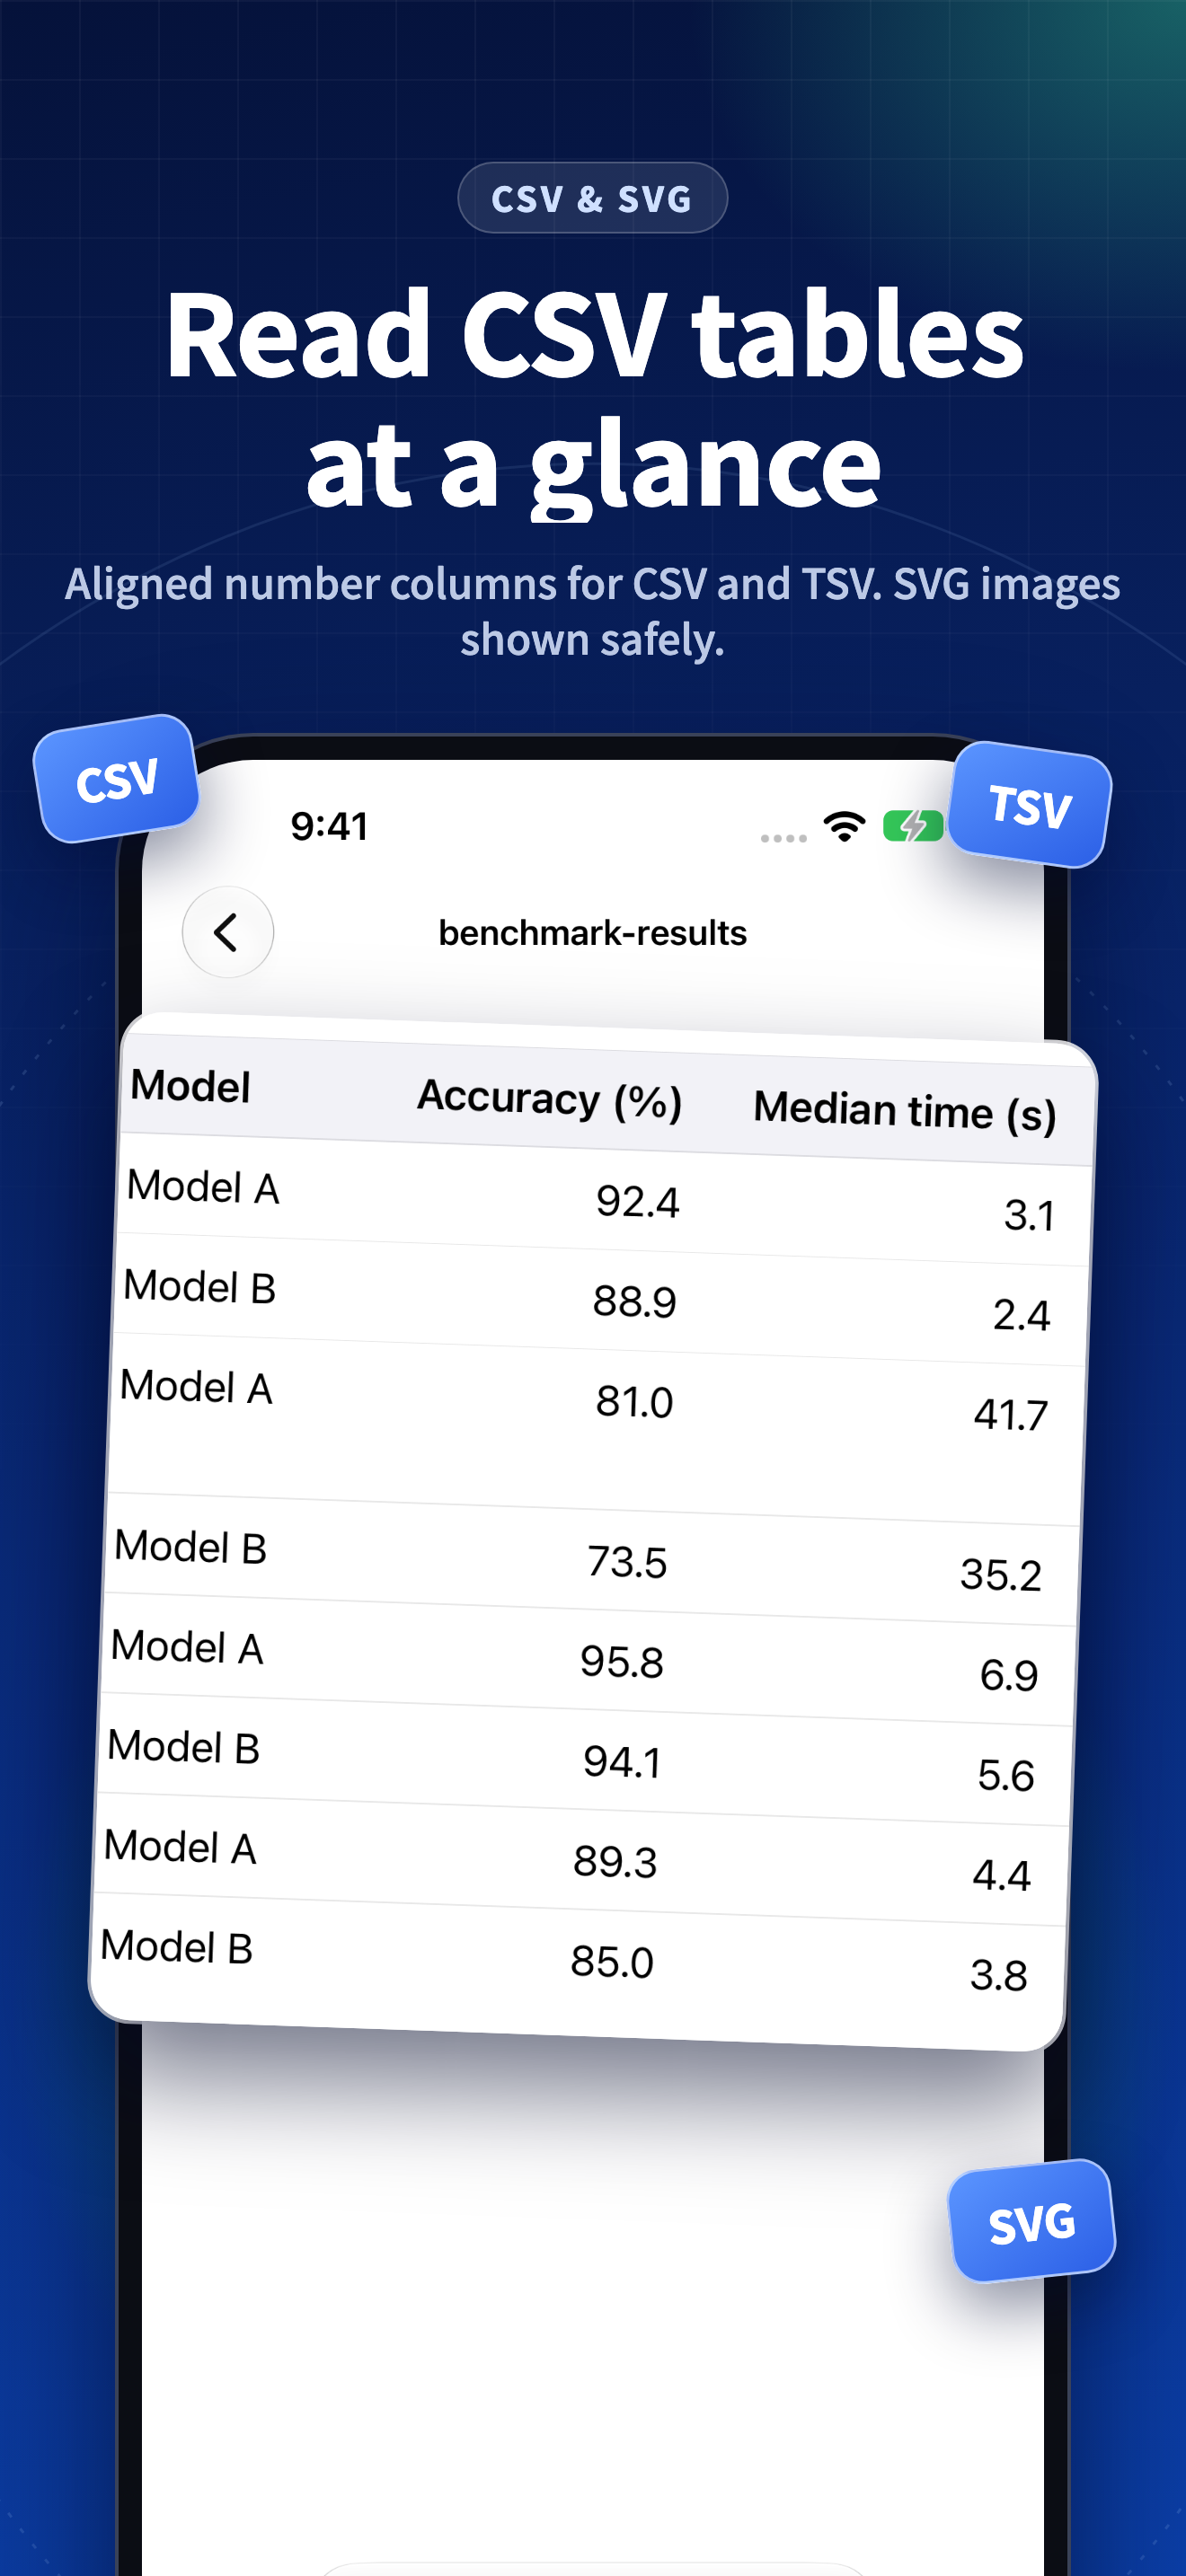 CSV & SVG
Read CSV tables
at a glance
Aligned number columns for CSV and TSV. SVG images
shown safely.
CSV
TSV
9:41
benchmark-results
Model Accuracy (%) Median time (s)
Model A 92.4 3.1
Model B 88.9 2.4
Model A 81.0 41.7
Model B 73.5 35.2
Model A 95.8 6.9
Model B 94.1 5.6
Model A 89.3 4.4
Model B 85.0 3.8
SVG